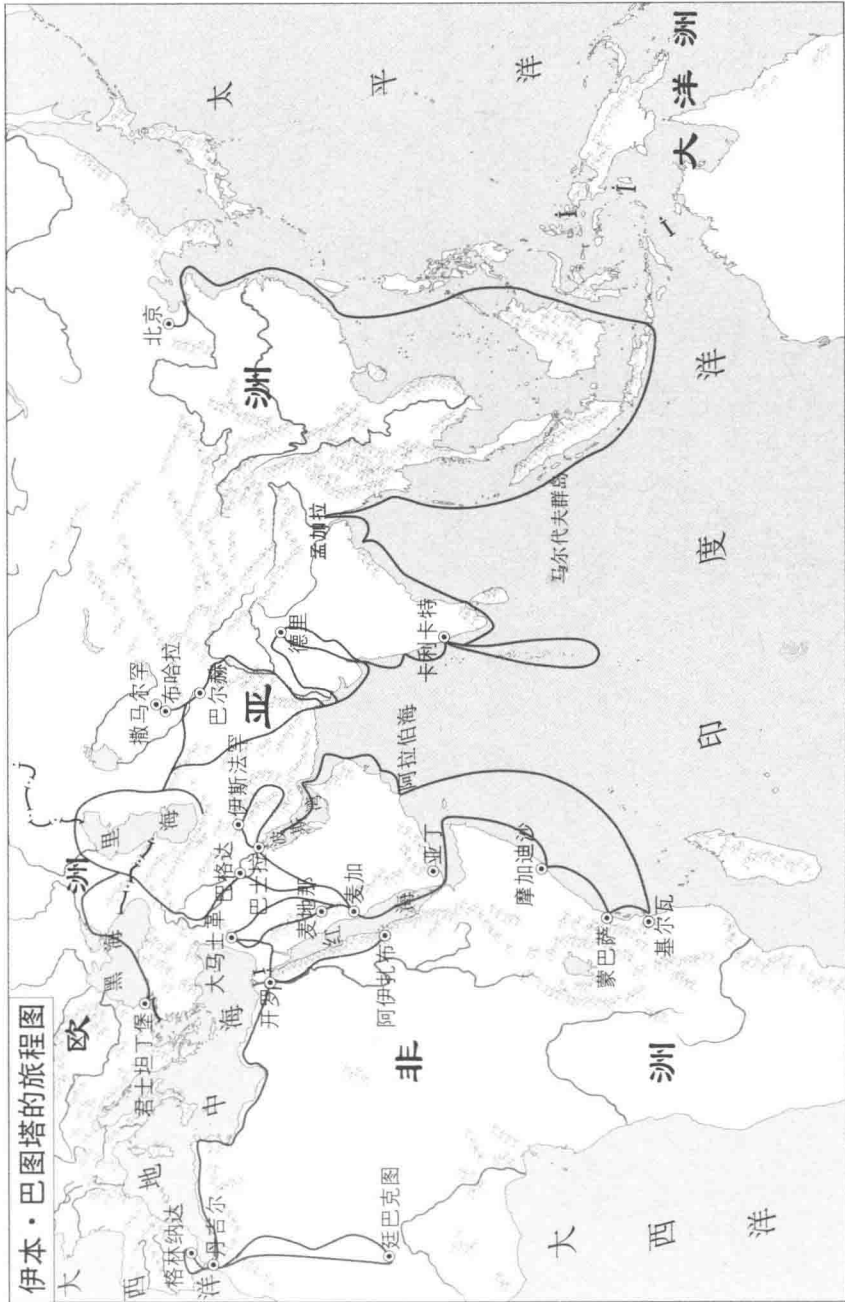 伊本·巴图塔的旅程图
欧
洲
亚
洲
非
洲
大洋洲
大西洋
太平洋
印度洋
大西洋
地中海
黑海
里海
红海
波斯湾
阿拉伯海
格林纳达
丹吉尔
廷巴克图
君士坦丁堡
开罗
大马士革
阿伊扎布
麦地那
麦加
巴格达
巴士拉
伊斯法罕
亚丁
摩加迪沙
蒙巴萨
基尔瓦
撒马尔罕
布哈拉
巴尔赫
德里
卡利卡特
马尔代夫群岛
孟加拉
北京